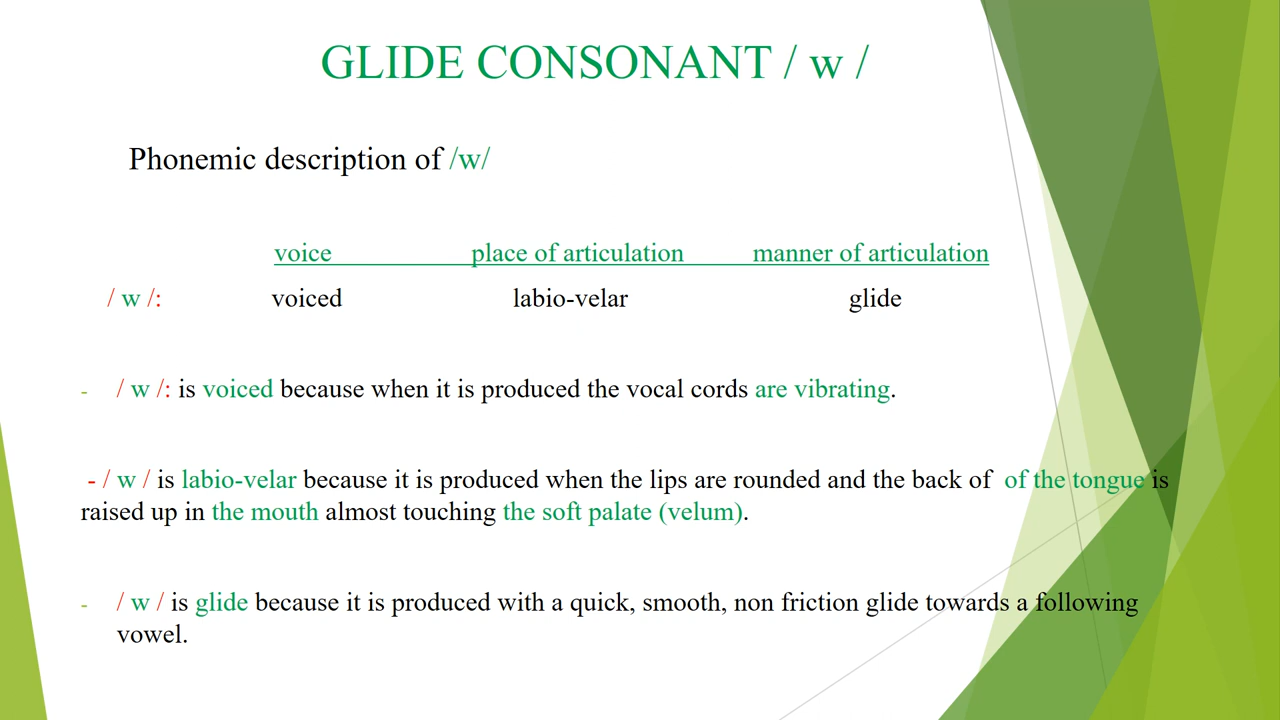 GLIDE CONSONANT / w /
Phonemic description of /w/
voice place of articulation manner of articulation
/ w /: voiced labio-velar glide
- / w /: is voiced because when it is produced the vocal cords are vibrating.
- / w / is labio-velar because it is produced when the lips are rounded and the back of of the tongue is
raised up in the mouth almost touching the soft palate (velum).
- / w / is glide because it is produced with a quick, smooth, non friction glide towards a following
vowel.